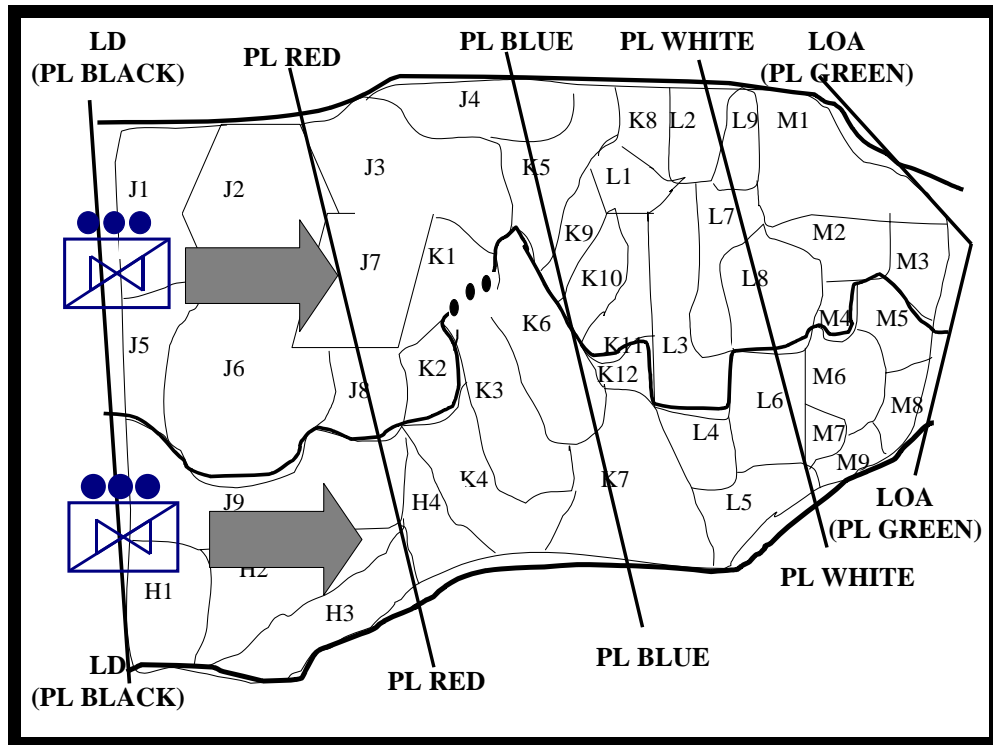 LD
(PL BLACK)
PL RED
PL BLUE
PL WHITE
LOA
(PL GREEN)
J4
K8
L2
L9
M1
J3
K5
J1
J2
L1
L7
K9
M2
J7
K1
K10
L8
M3
K6
M4
M5
J5
K11
L3
J6
K2
K12
M6
J8
K3
L6
M8
L4
M7
M9
K4
K7
J9
H4
L5
LOA
(PL GREEN)
H2
H1
PL WHITE
H3
PL BLUE
LD
(PL BLACK)
PL RED